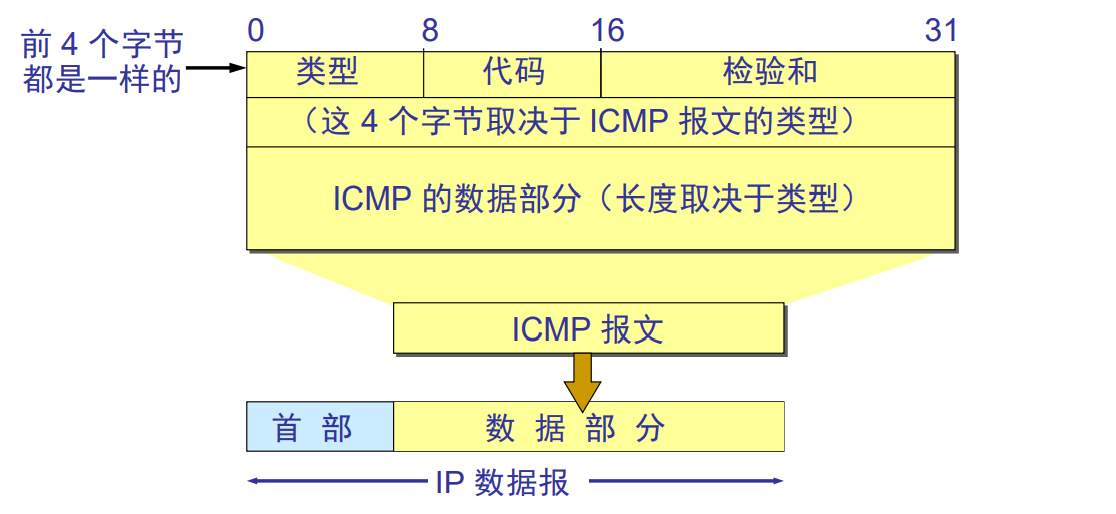 0 8 16 31
前 4 个字节
都是一样的
类型 代码 检验和
（这 4 个字节取决于 ICMP 报文的类型）
ICMP 的数据部分（长度取决于类型）
ICMP 报文
首 部 数 据 部 分
IP 数据报